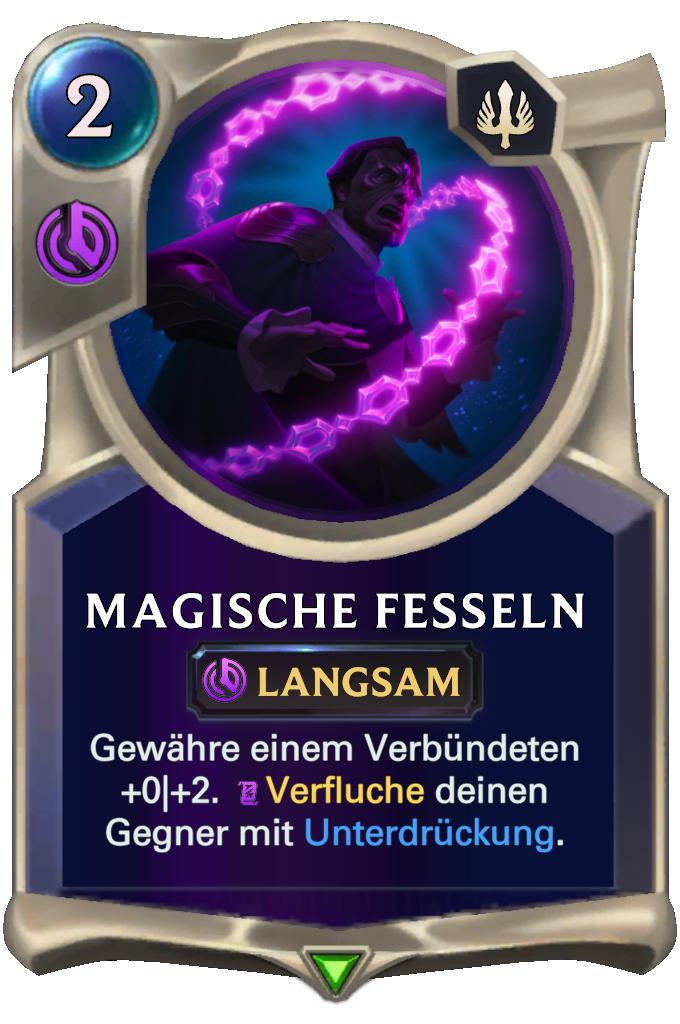 2
MAGISCHE FESSELN
LANGSAM
Gewähre einem Verbündeten
+0|+2. Verfluche deinen
Gegner mit Unterdrückung.